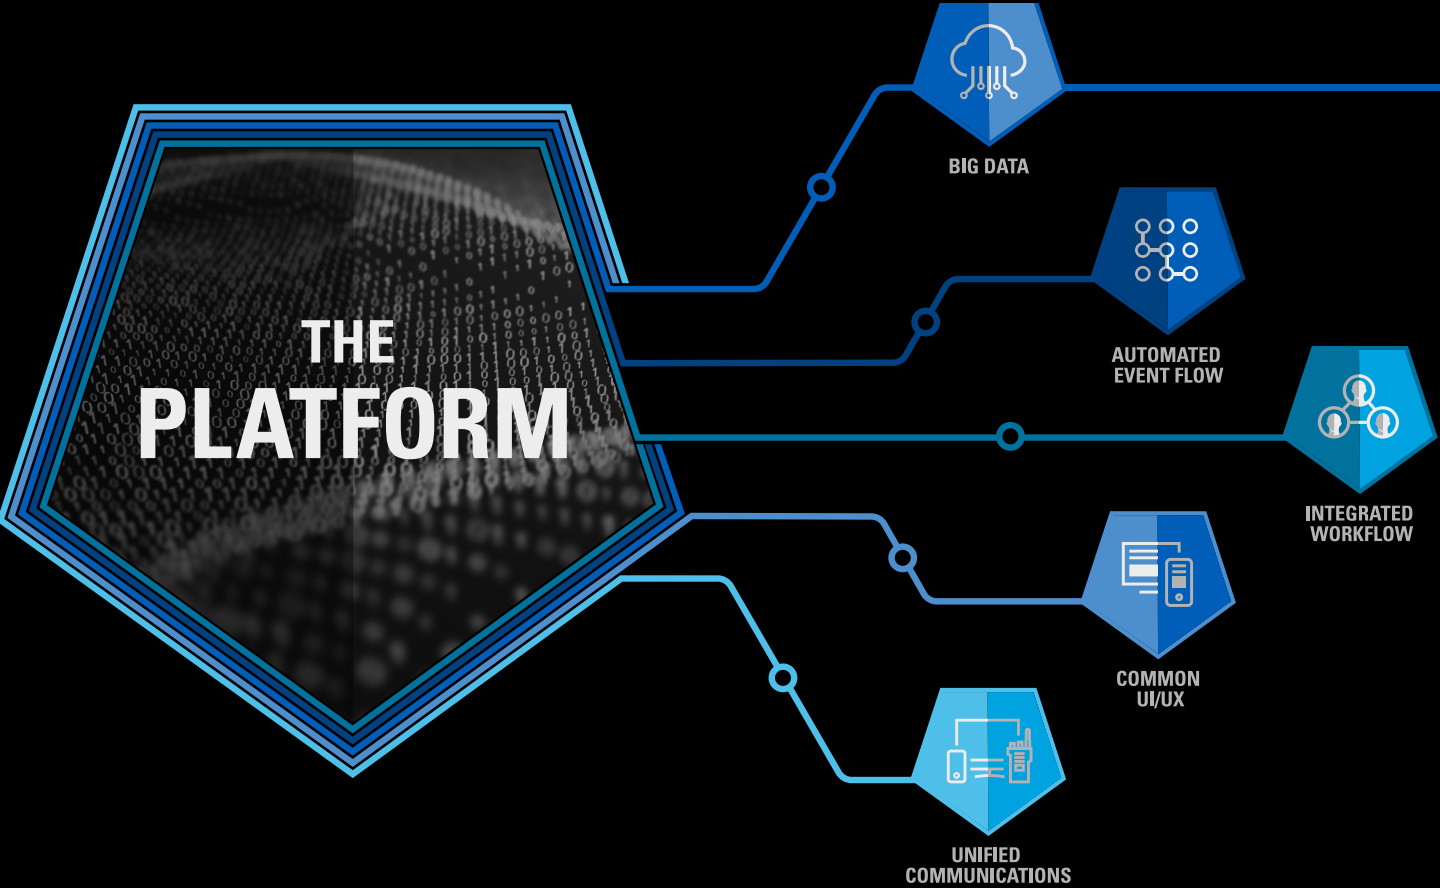 THE
PLATFORM
BIG DATA
AUTOMATED
EVENT FLOW
INTEGRATED
WORKFLOW
COMMON
UI/UX
UNIFIED
COMMUNICATIONS